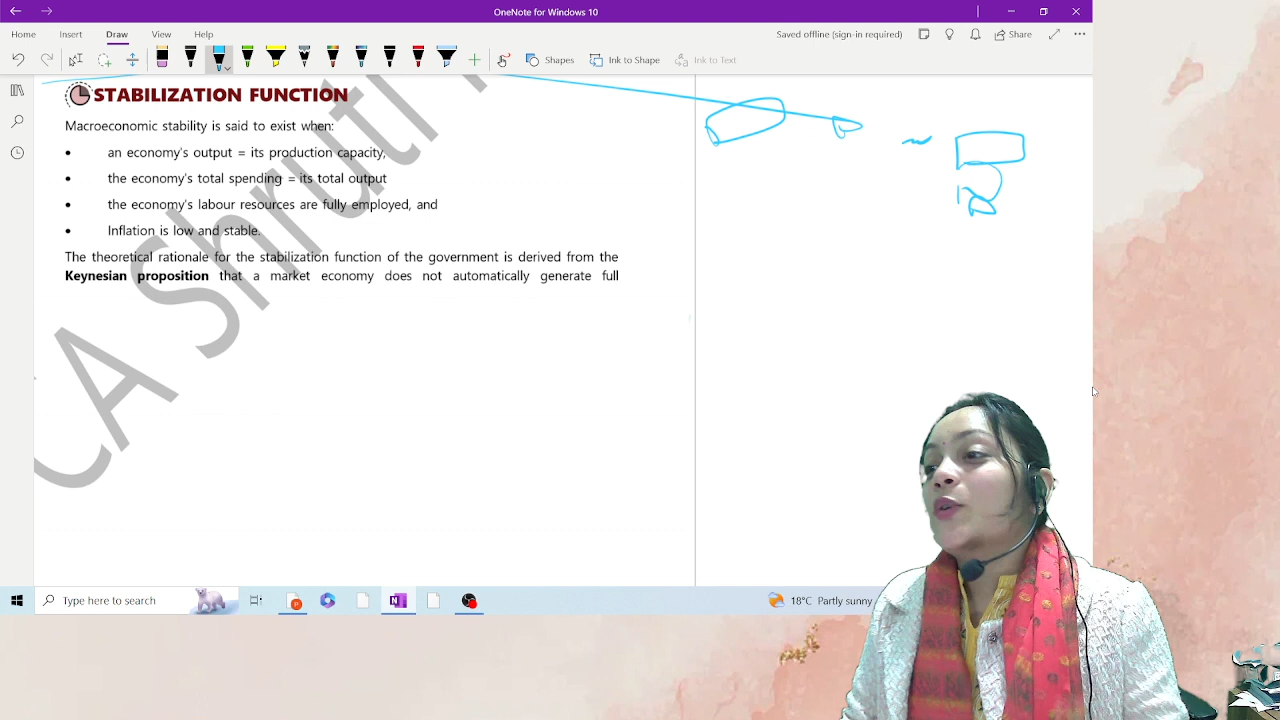 OneNote for Windows 10
Home Insert Draw View Help
Saved offline (sign-in required) Share
Shapes Ink to Shape Ink to Text
STABILIZATION FUNCTION
Macroeconomic stability is said to exist when:
• an economy's output = its production capacity,
• the economy's total spending = its total output
• the economy's labour resources are fully employed, and
• Inflation is low and stable.
The theoretical rationale for the stabilization function of the government is derived from the
Keynesian proposition that a market economy does not automatically generate full
CA Shruti
Type here to search
18°C Partly sunny